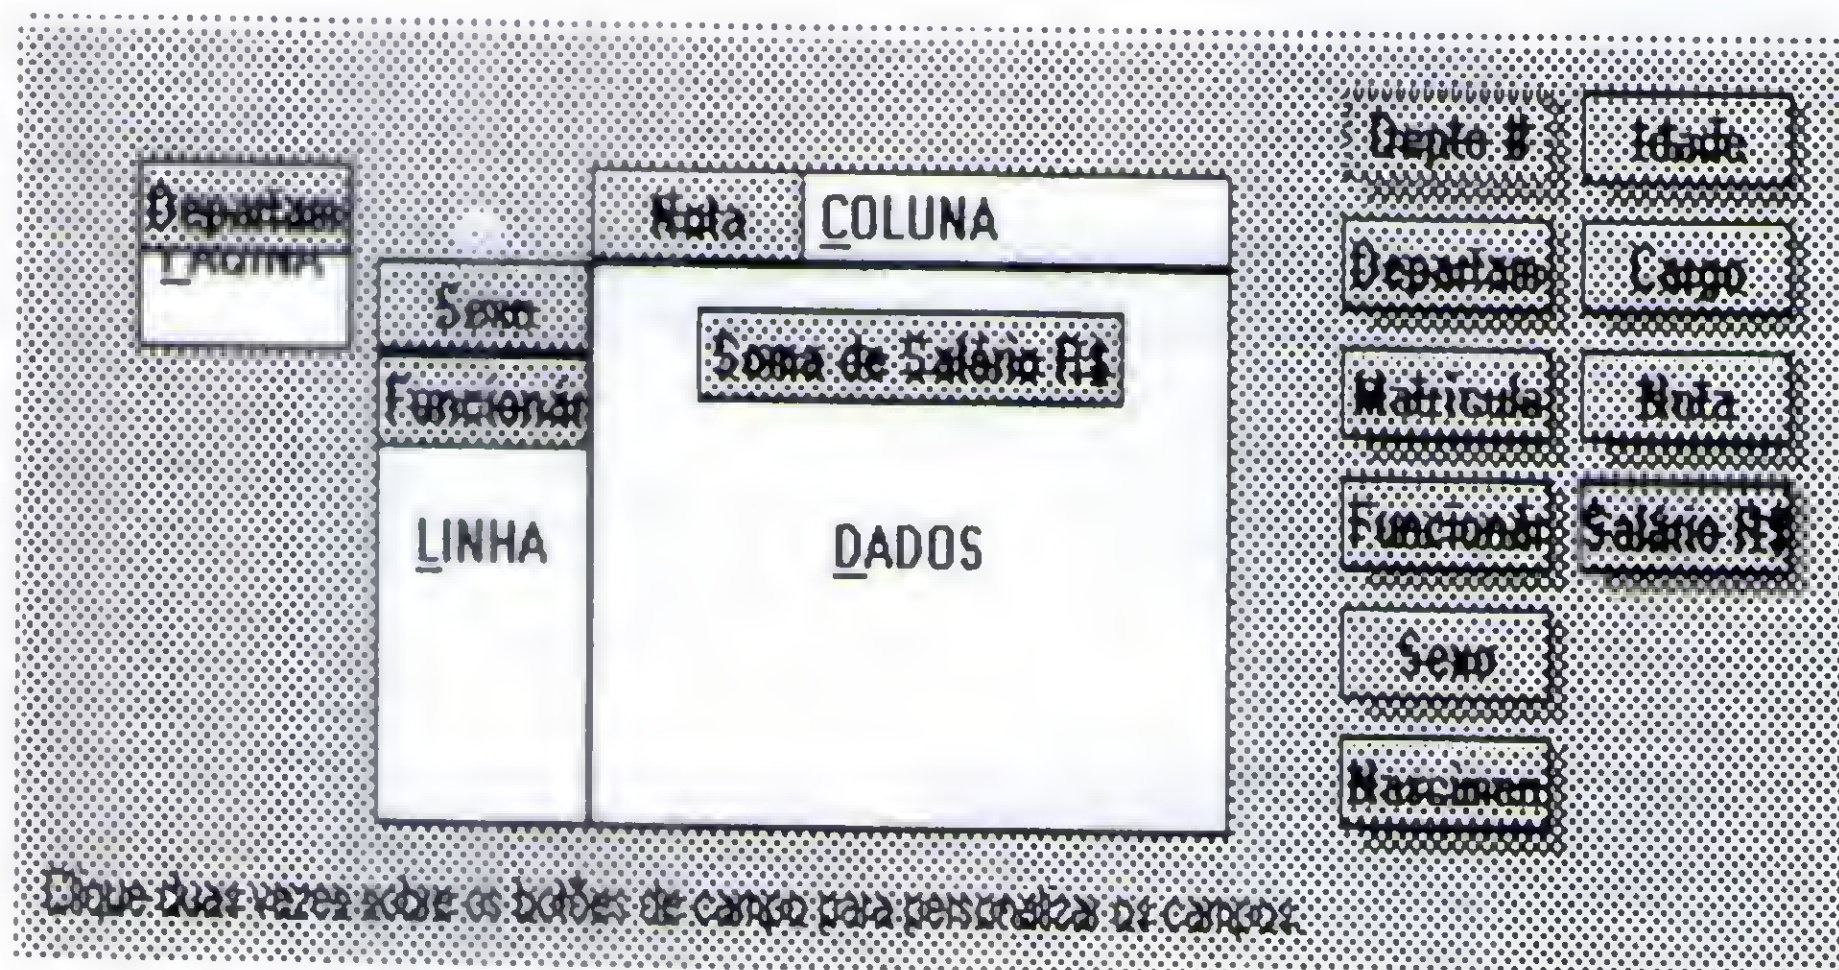 Departam
PÁGINA
Nota
COLUNA
Sexo
Funcionár
Soma de Salário R$
LINHA
DADOS
Depto #
Idade
Departam
Cargo
Matrícula
Nota
Funcionár
Salário R$
Sexo
Nascimen
Clique duas vezes sobre os botões de campo para personalizar os campos.